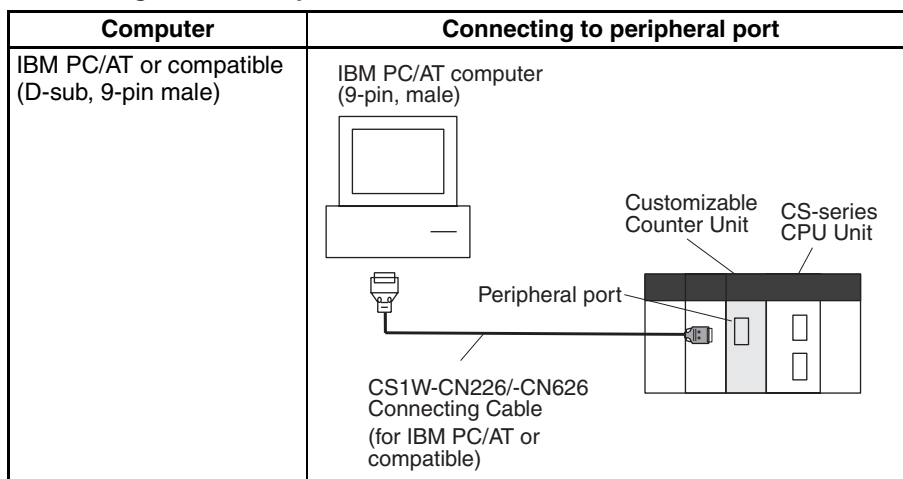 Computer
Connecting to peripheral port
IBM PC/AT or compatible
(D-sub, 9-pin male)
IBM PC/AT computer
(9-pin, male)
Customizable
Counter Unit
CS-series
CPU Unit
Peripheral port
CS1W-CN226/-CN626
Connecting Cable
(for IBM PC/AT or
compatible)